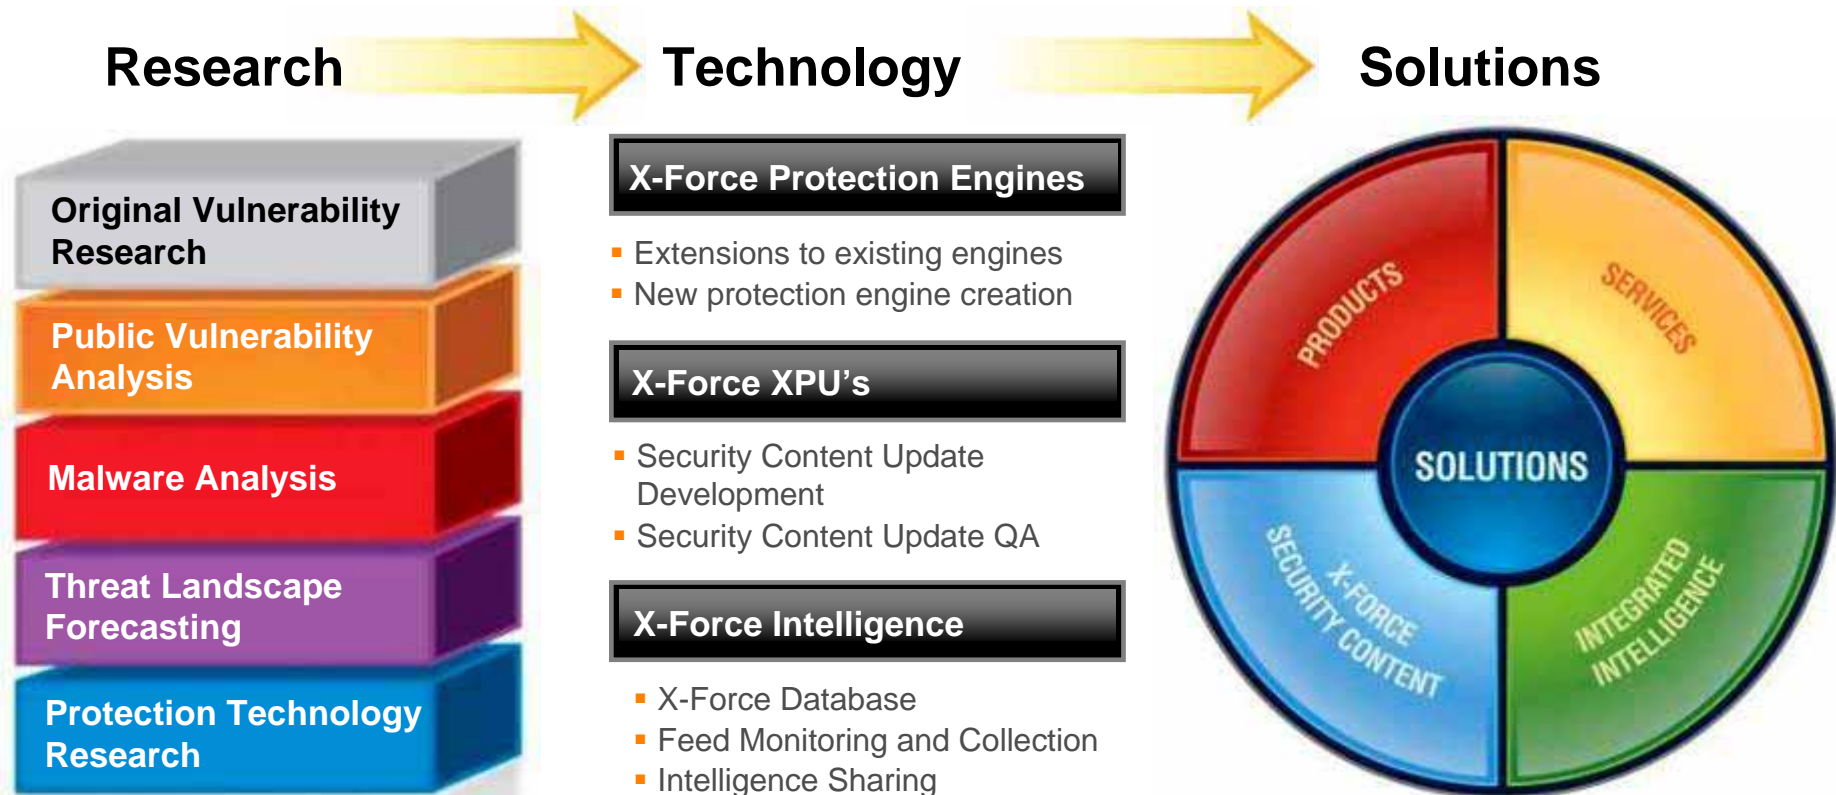 Research
Technology
Solutions
Original Vulnerability
Research
Public Vulnerability
Analysis
Malware Analysis
Threat Landscape
Forecasting
Protection Technology
Research
X-Force Protection Engines
▪ Extensions to existing engines
▪ New protection engine creation
X-Force XPU’s
▪ Security Content Update
Development
▪ Security Content Update QA
X-Force Intelligence
▪ X-Force Database
▪ Feed Monitoring and Collection
▪ Intelligence Sharing
PRODUCTS
SERVICES
SOLUTIONS
X-FORCE
SECURITY CONTENT
INTEGRATED
INTELLIGENCE